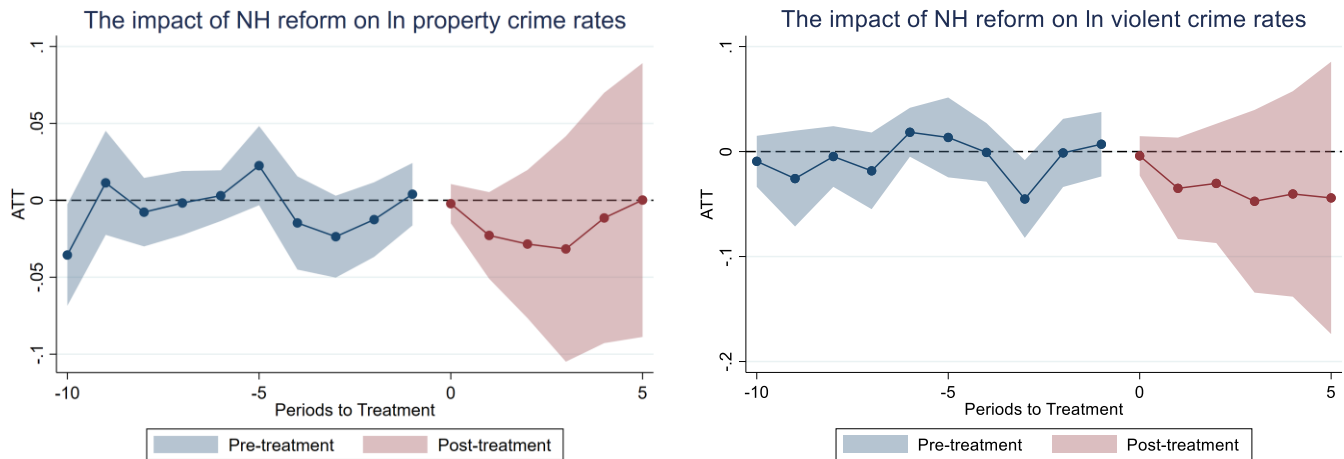 The impact of NH reform on ln property crime rates
.1
.05
0
-.05
-.1
ATT
-10
-5
0
5
Periods to Treatment
Pre-treatment
Post-treatment
The impact of NH reform on ln violent crime rates
.1
0
-.1
-.2
ATT
-10
-5
0
5
Periods to Treatment
Pre-treatment
Post-treatment